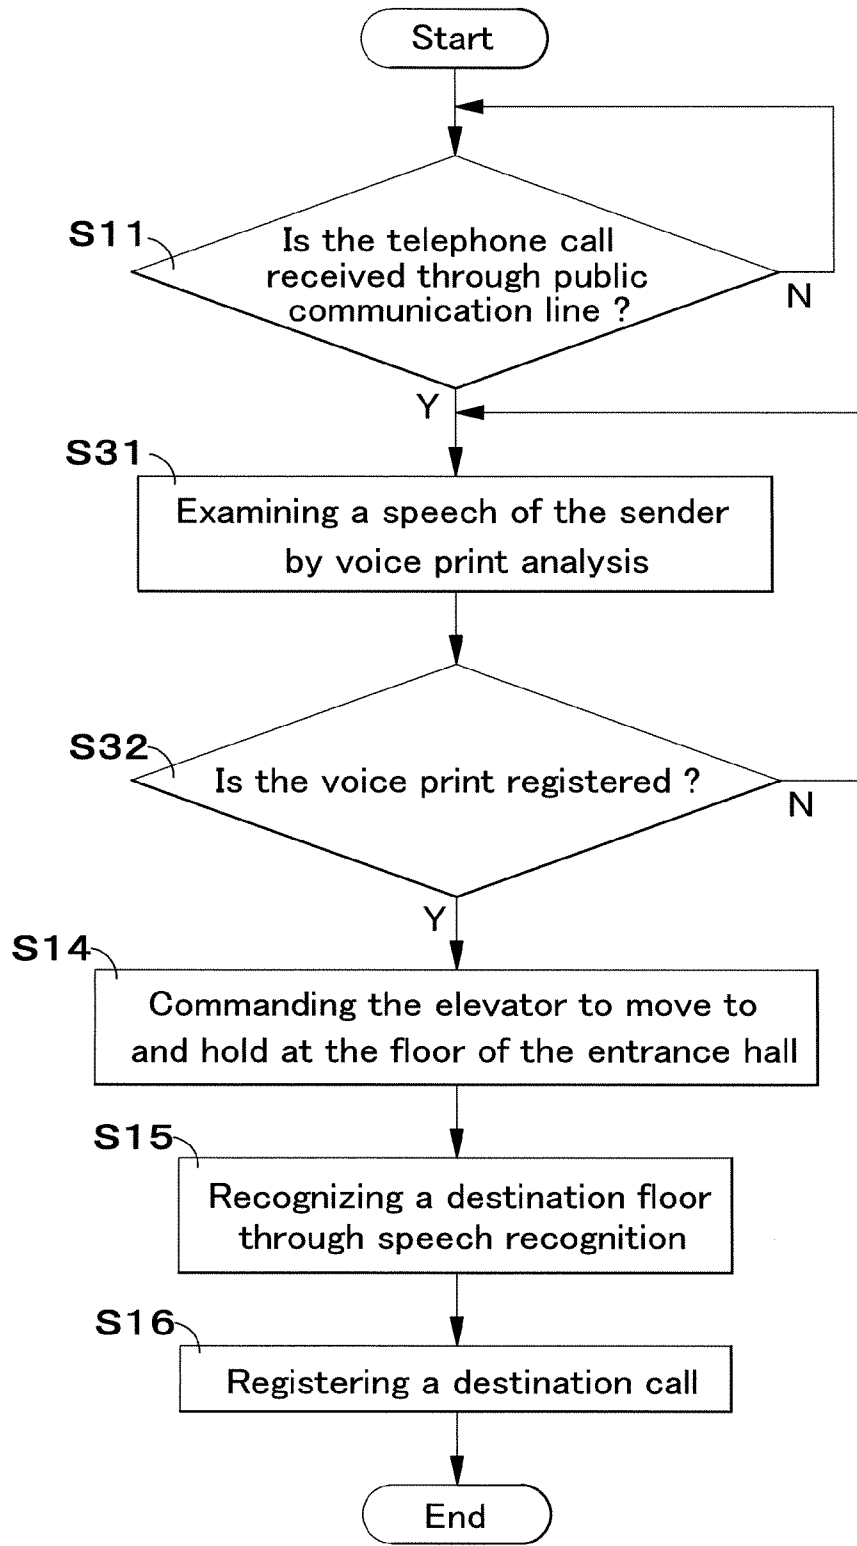 Start
S11
Is the telephone call
received through public
communication line ?
N
Y
S31
Examining a speech of the sender
by voice print analysis
S32
Is the voice print registered ?
N
Y
S14
Commanding the elevator to move to
and hold at the floor of the entrance hall
S15
Recognizing a destination floor
through speech recognition
S16
Registering a destination call
End